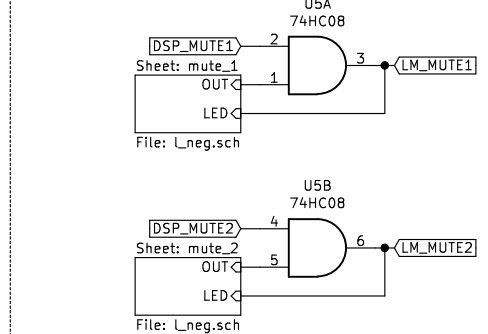 U5A
74HC08
DSP_MUTE1
2
3
LM_MUTE1
Sheet: mute_1
OUT
1
LED
File: l_neg.sch
U5B
74HC08
DSP_MUTE2
4
6
LM_MUTE2
Sheet: mute_2
OUT
5
LED
File: l_neg.sch